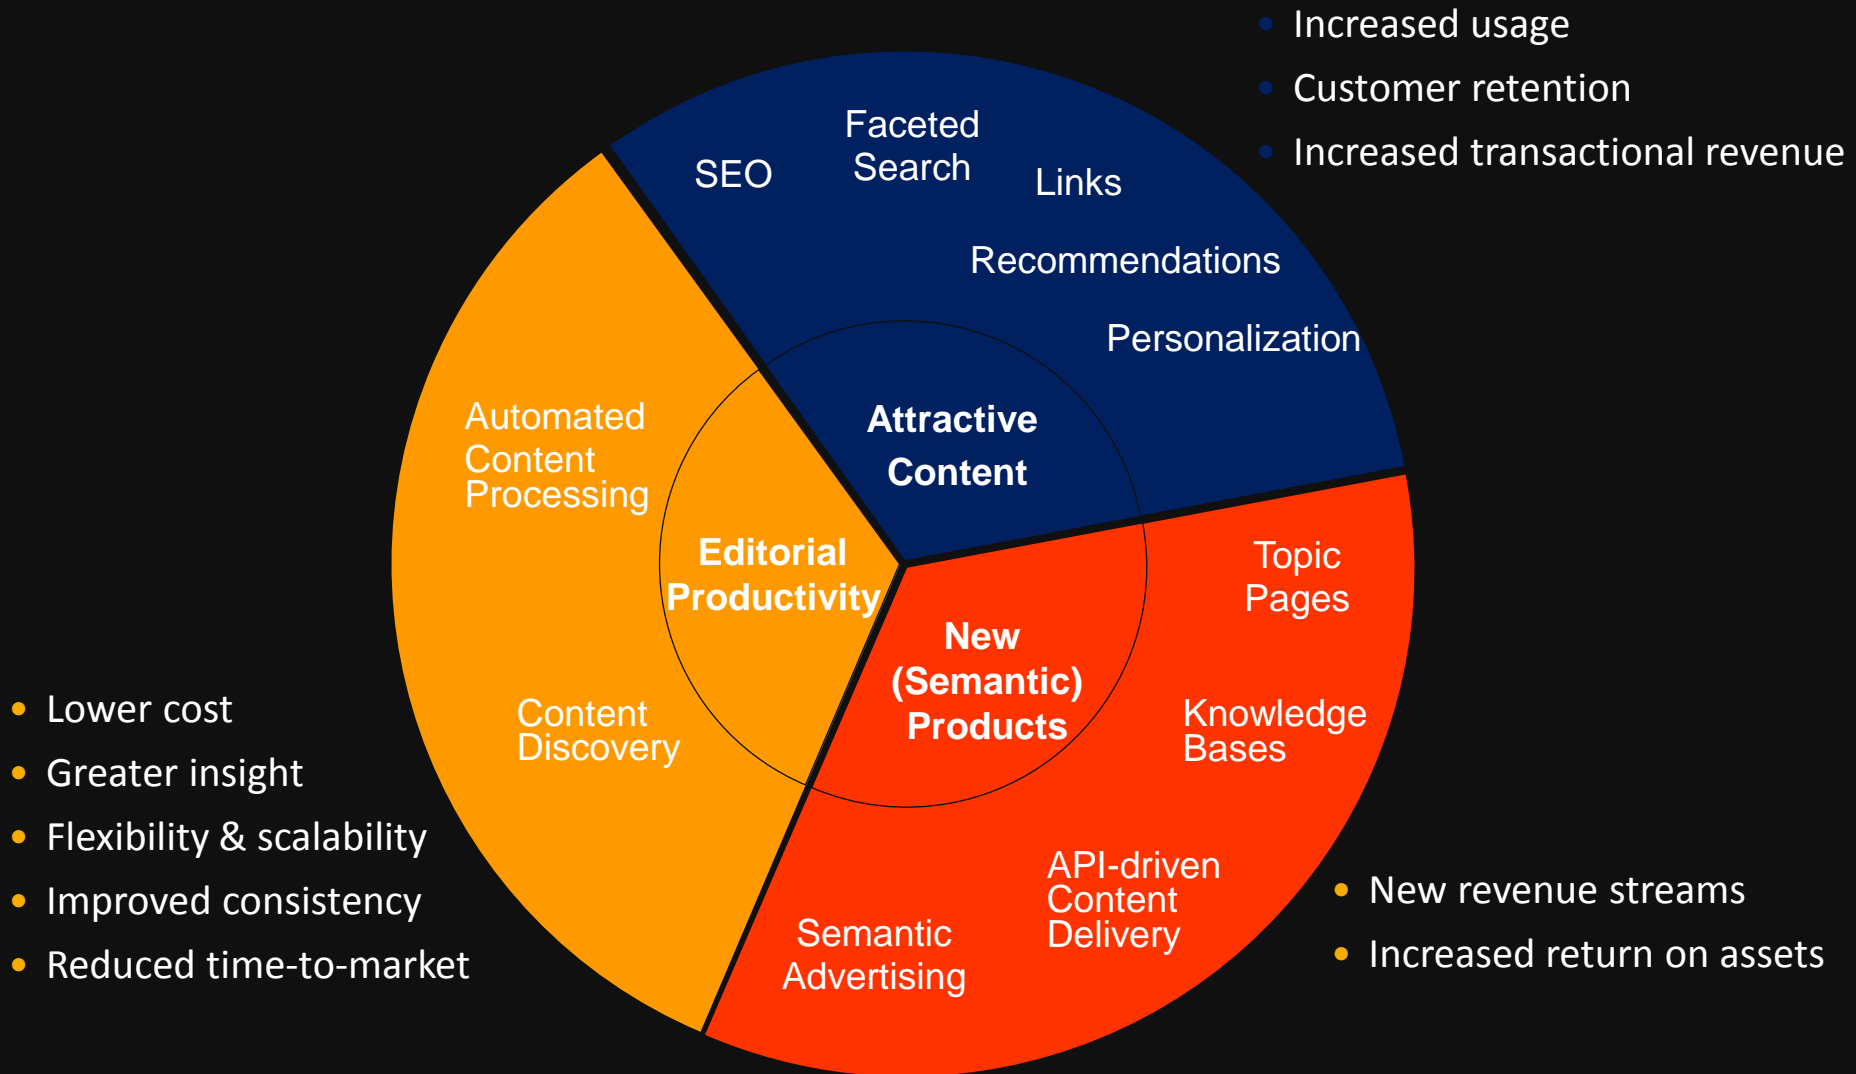 Increased usage
Customer retention
Increased transactional revenue
SEO
Faceted
Search
Links
Recommendations
Personalization
Attractive
Content
Automated
Content
Processing
Editorial
Productivity
Content
Discovery
New
(Semantic)
Products
Topic
Pages
Knowledge
Bases
API-driven
Content
Delivery
Semantic
Advertising
Lower cost
Greater insight
Flexibility & scalability
Improved consistency
Reduced time-to-market
New revenue streams
Increased return on assets